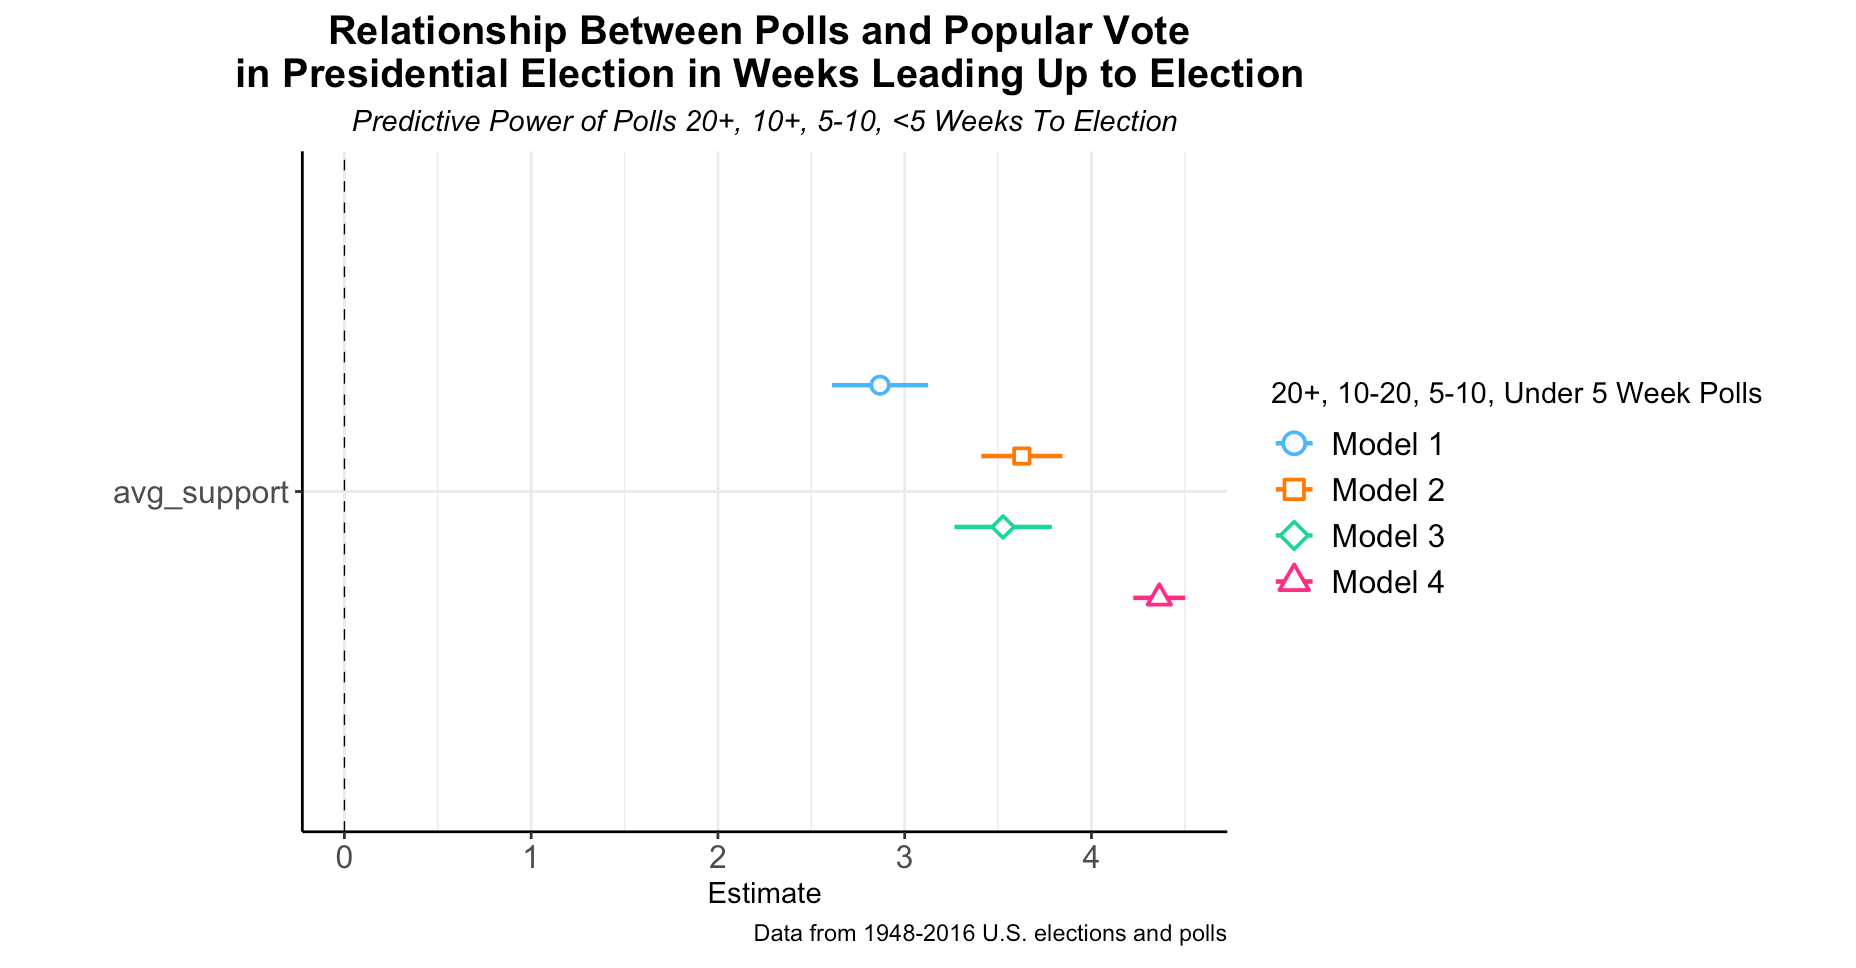 Relationship Between Polls and Popular Vote
in Presidential Election in Weeks Leading Up to Election
Predictive Power of Polls 20+, 10+, 5-10, <5 Weeks To Election
avg_support
20+, 10-20, 5-10, Under 5 Week Polls
Model 1
Model 2
Model 3
Model 4
0 1 2 3 4
Estimate
Data from 1948-2016 U.S. elections and polls